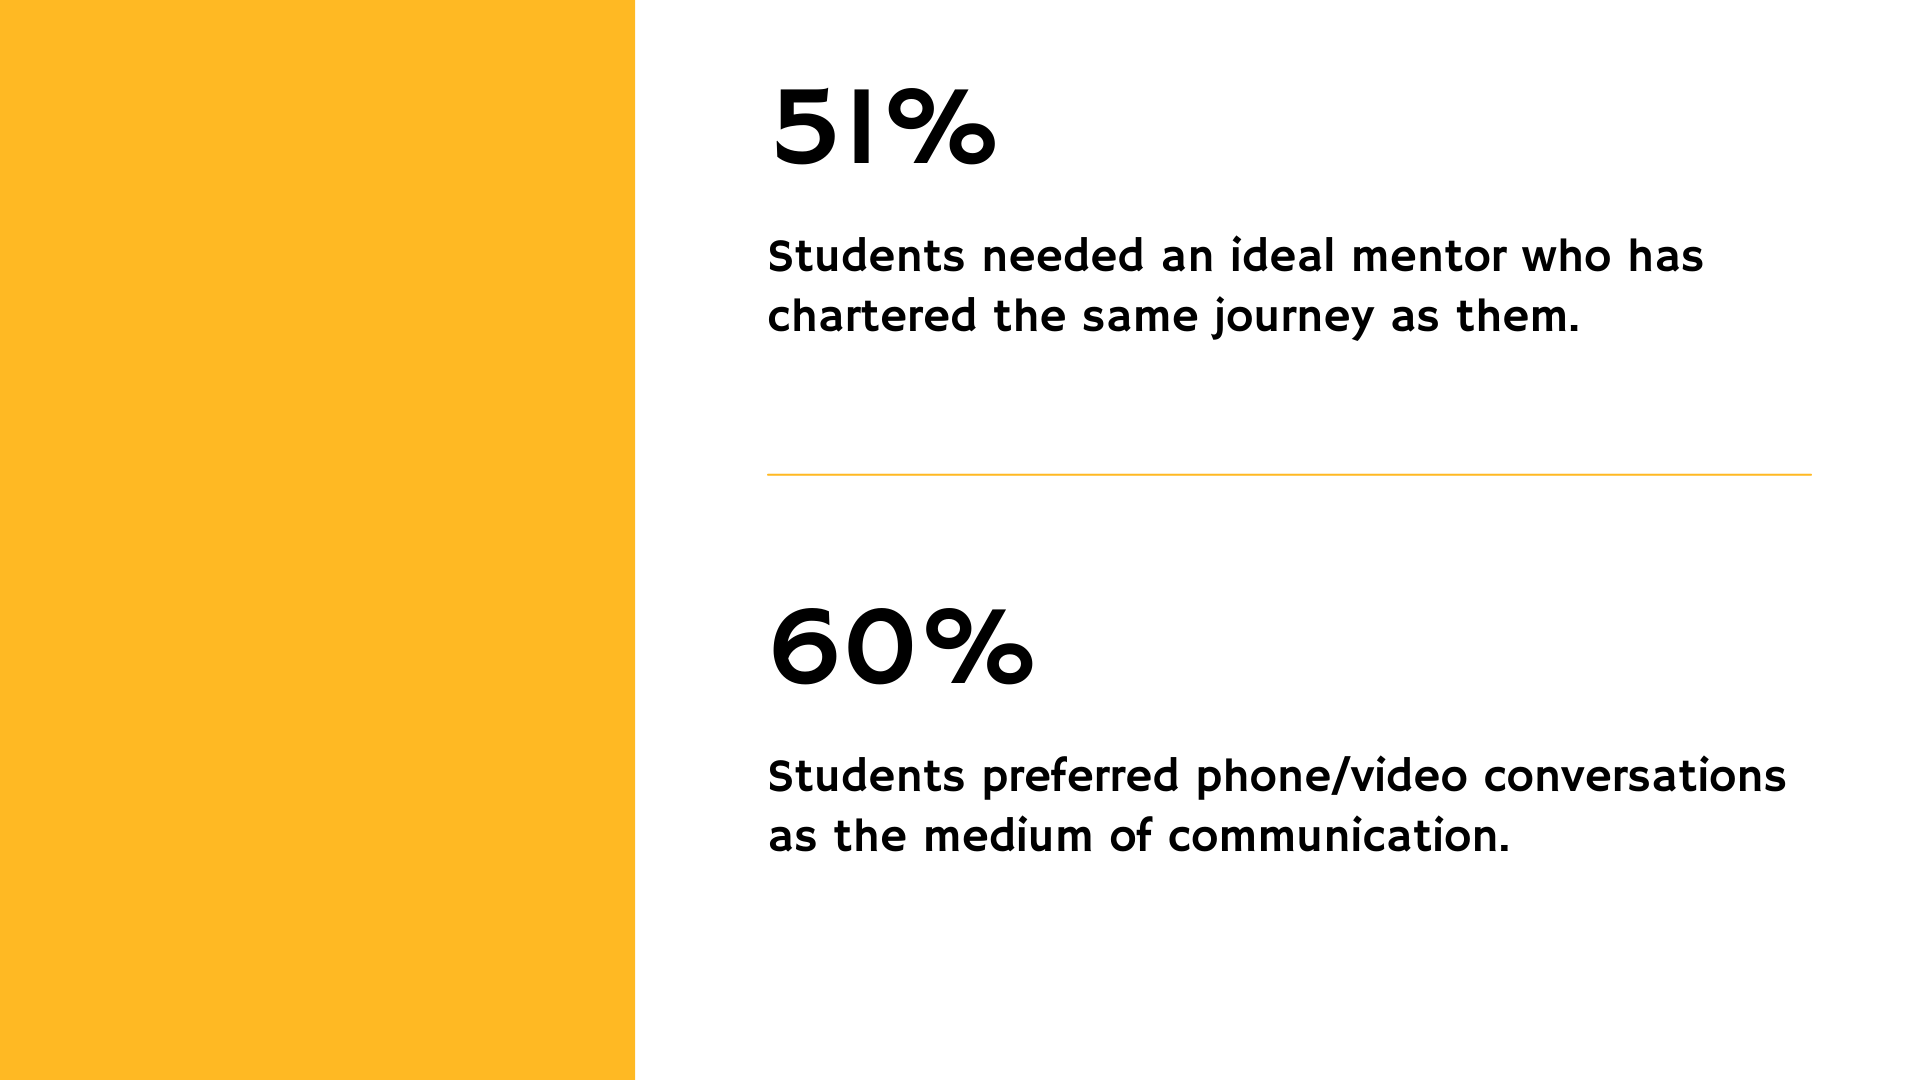 51%
Students needed an ideal mentor who has
chartered the same journey as them.
60%
Students preferred phone/video conversations
as the medium of communication.